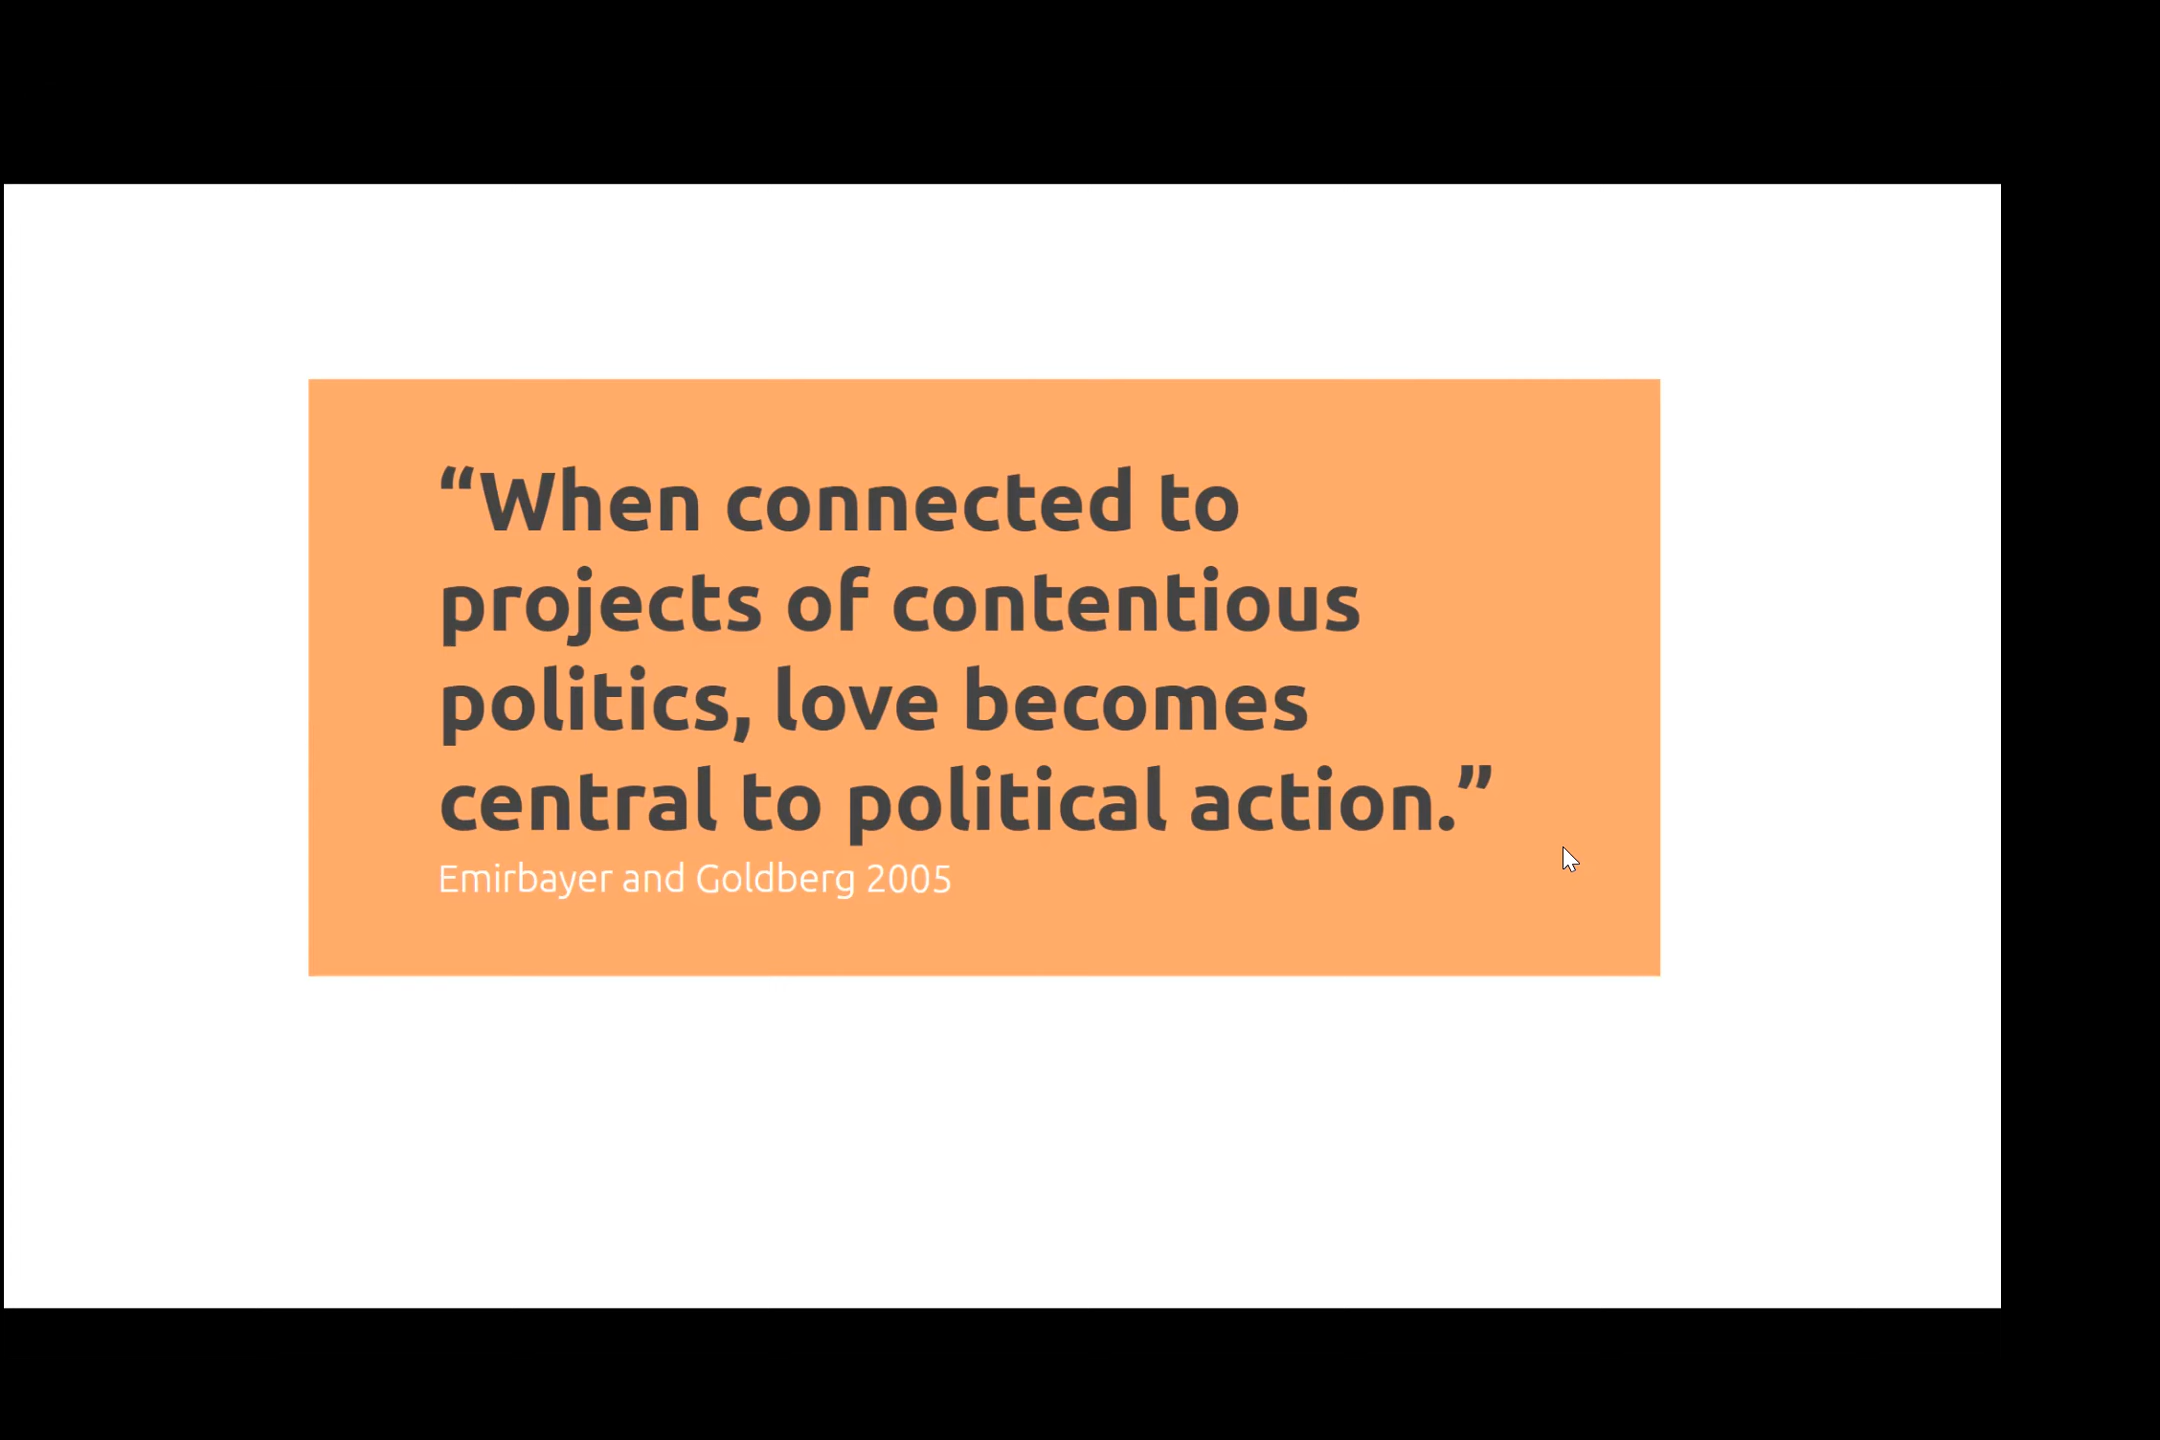 “When connected to
projects of contentious
politics, love becomes
central to political action.”
Emirbayer and Goldberg 2005